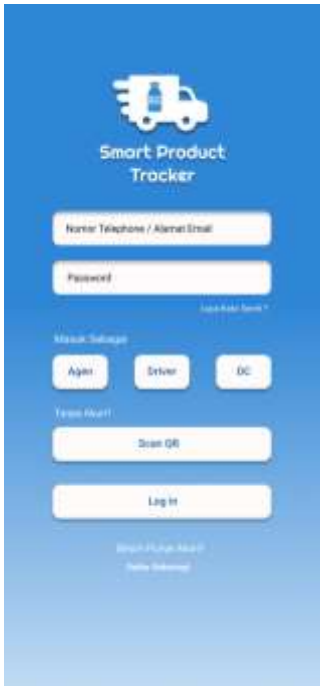 Smart Product
Tracker
Nomor Telephone / Alamat Email
Password
Lupa Kata Sandi ?
Masuk Sebagai
Agen Driver DC
Tanpa Akun?
Scan QR
Log In
Belum Punya Akun?
Daftar Sekarang!